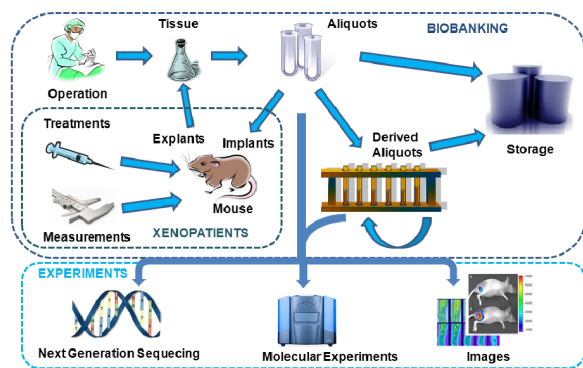 Tissue
Aliquots
BIOBANKING
Operation
Treatments
Explants
Implants
Derived
Aliquots
Storage
Mouse
Measurements
XENOPATIENTS
EXPERIMENTS
Next Generation Sequecing
Molecular Experiments
Images